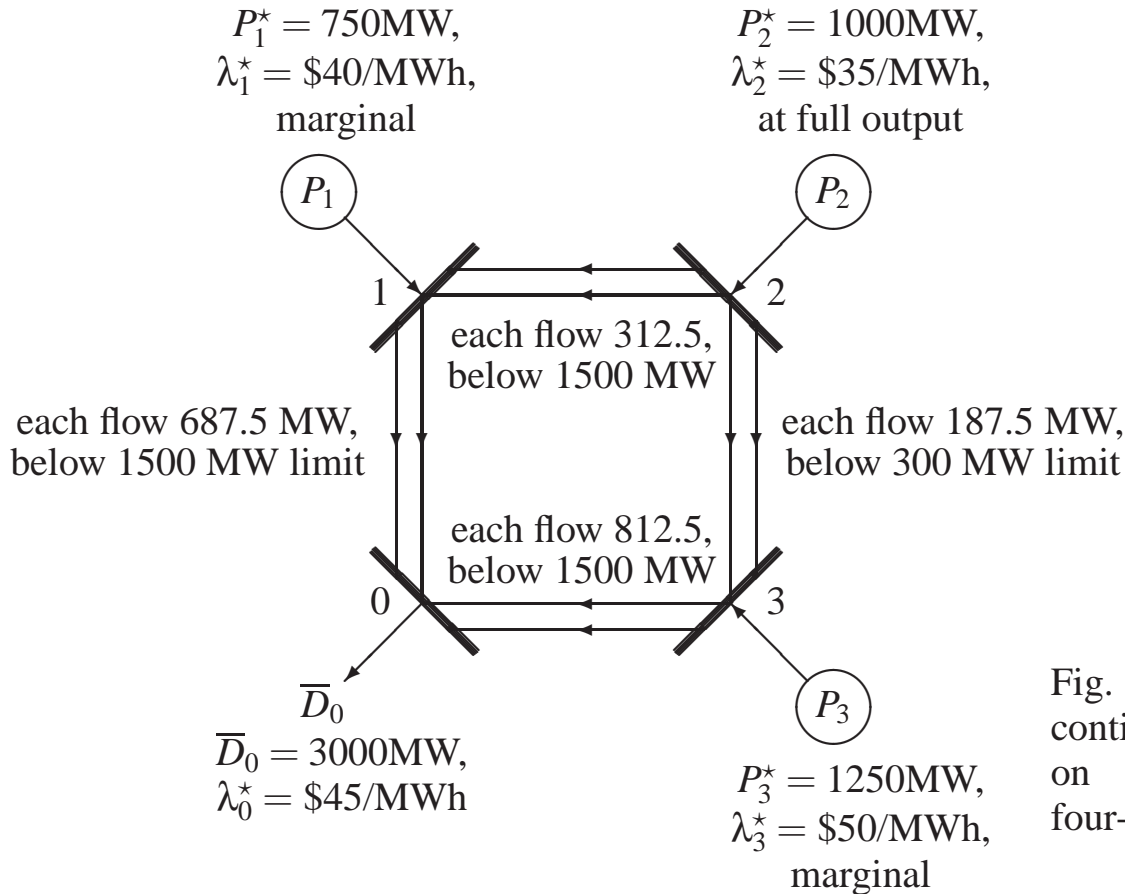 P₁* = 750MW,
λ₁* = $40/MWh,
marginal
P₂* = 1000MW,
λ₂* = $35/MWh,
at full output
P₁
P₂
1
2
each flow 312.5,
below 1500 MW
each flow 687.5 MW,
below 1500 MW limit
each flow 187.5 MW,
below 300 MW limit
each flow 812.5,
below 1500 MW
0
3
D̅₀
D̅₀ = 3000MW,
λ₀* = $45/MWh
P₃
P₃* = 1250MW,
λ₃* = $50/MWh,
marginal
Fig.
conti
on
four-